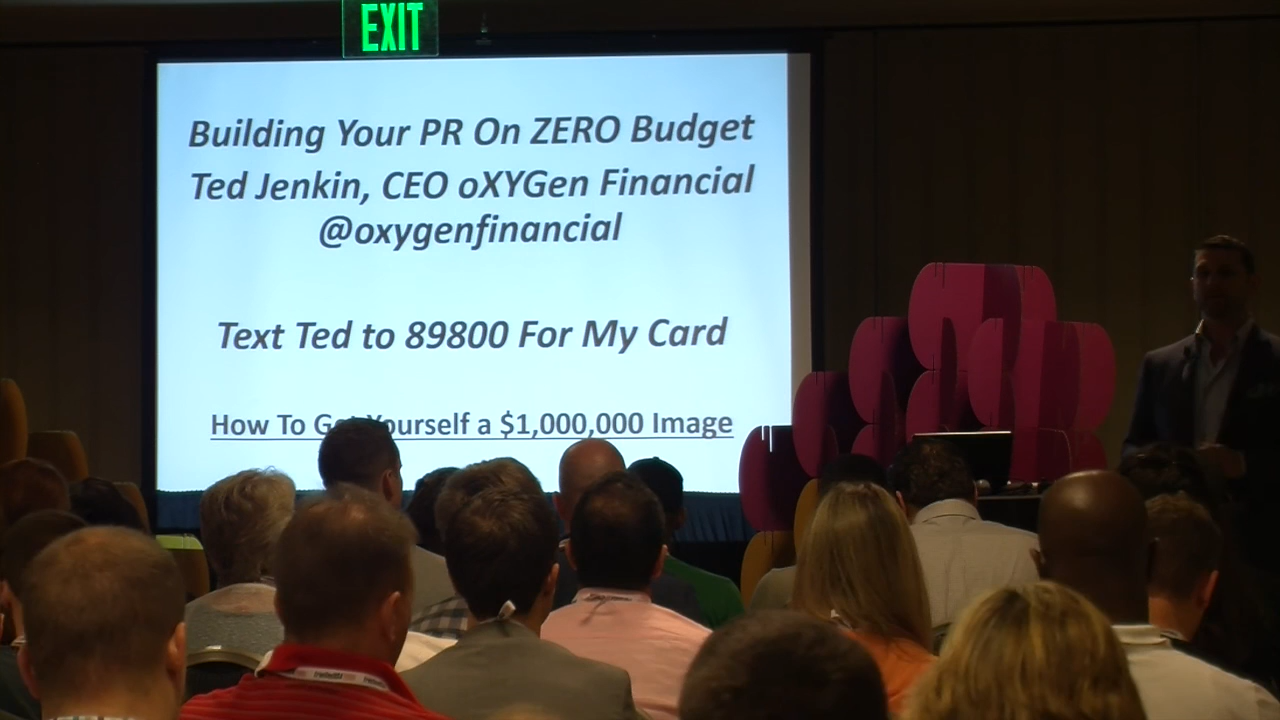 EXIT
Building Your PR On ZERO Budget
Ted Jenkin, CEO oXYGen Financial
@oxygenfinancial
Text Ted to 89800 For My Card
How To Get Yourself a $1,000,000 Image